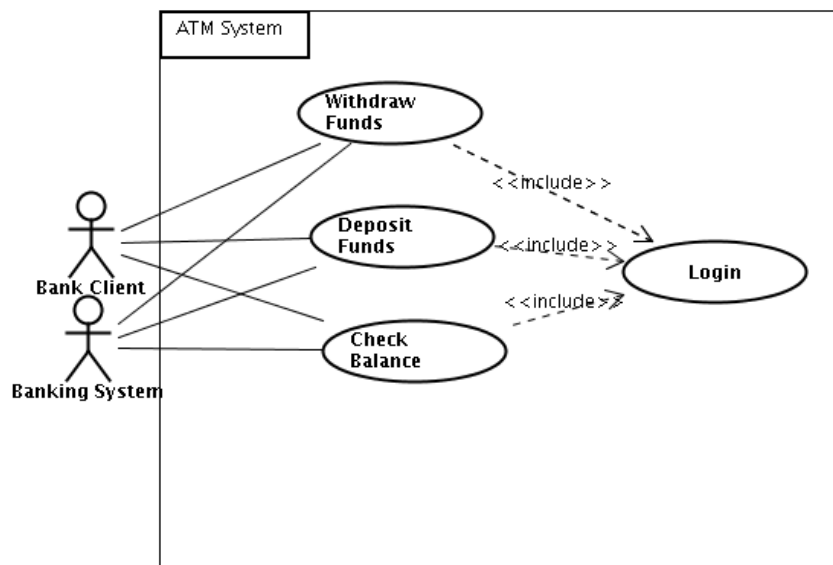 ATM System
Withdraw
Funds
<<include>>
Deposit
Funds
<<include>>
Login
Bank Client
<<include>>
Check
Balance
Banking System